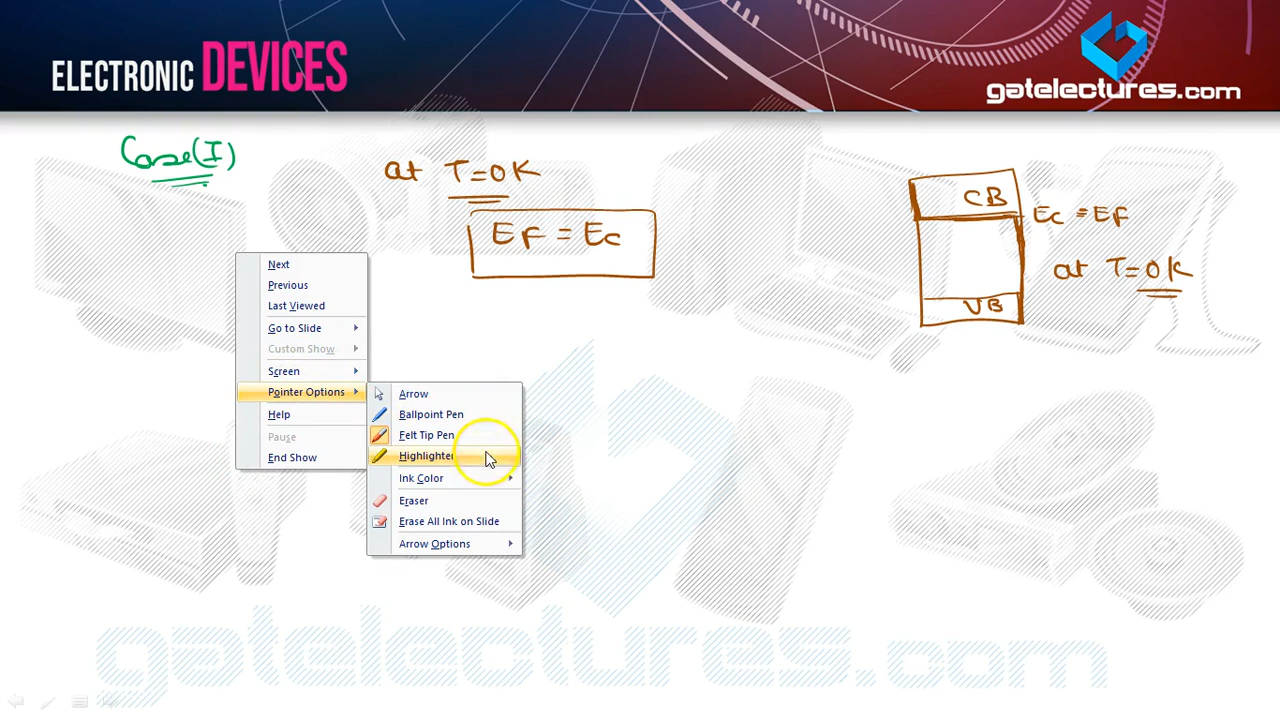 ELECTRONIC DEVICES
gatelectures.com
Case(I)
at T=0K
EF = Ec
CB
Ec = EF
at T=0K
VB
Next
Previous
Last Viewed
Go to Slide
Custom Show
Screen
Pointer Options
Help
Pause
End Show
Arrow
Ballpoint Pen
Felt Tip Pen
Highlighter
Ink Color
Eraser
Erase All Ink on Slide
Arrow Options
gatelectures.com